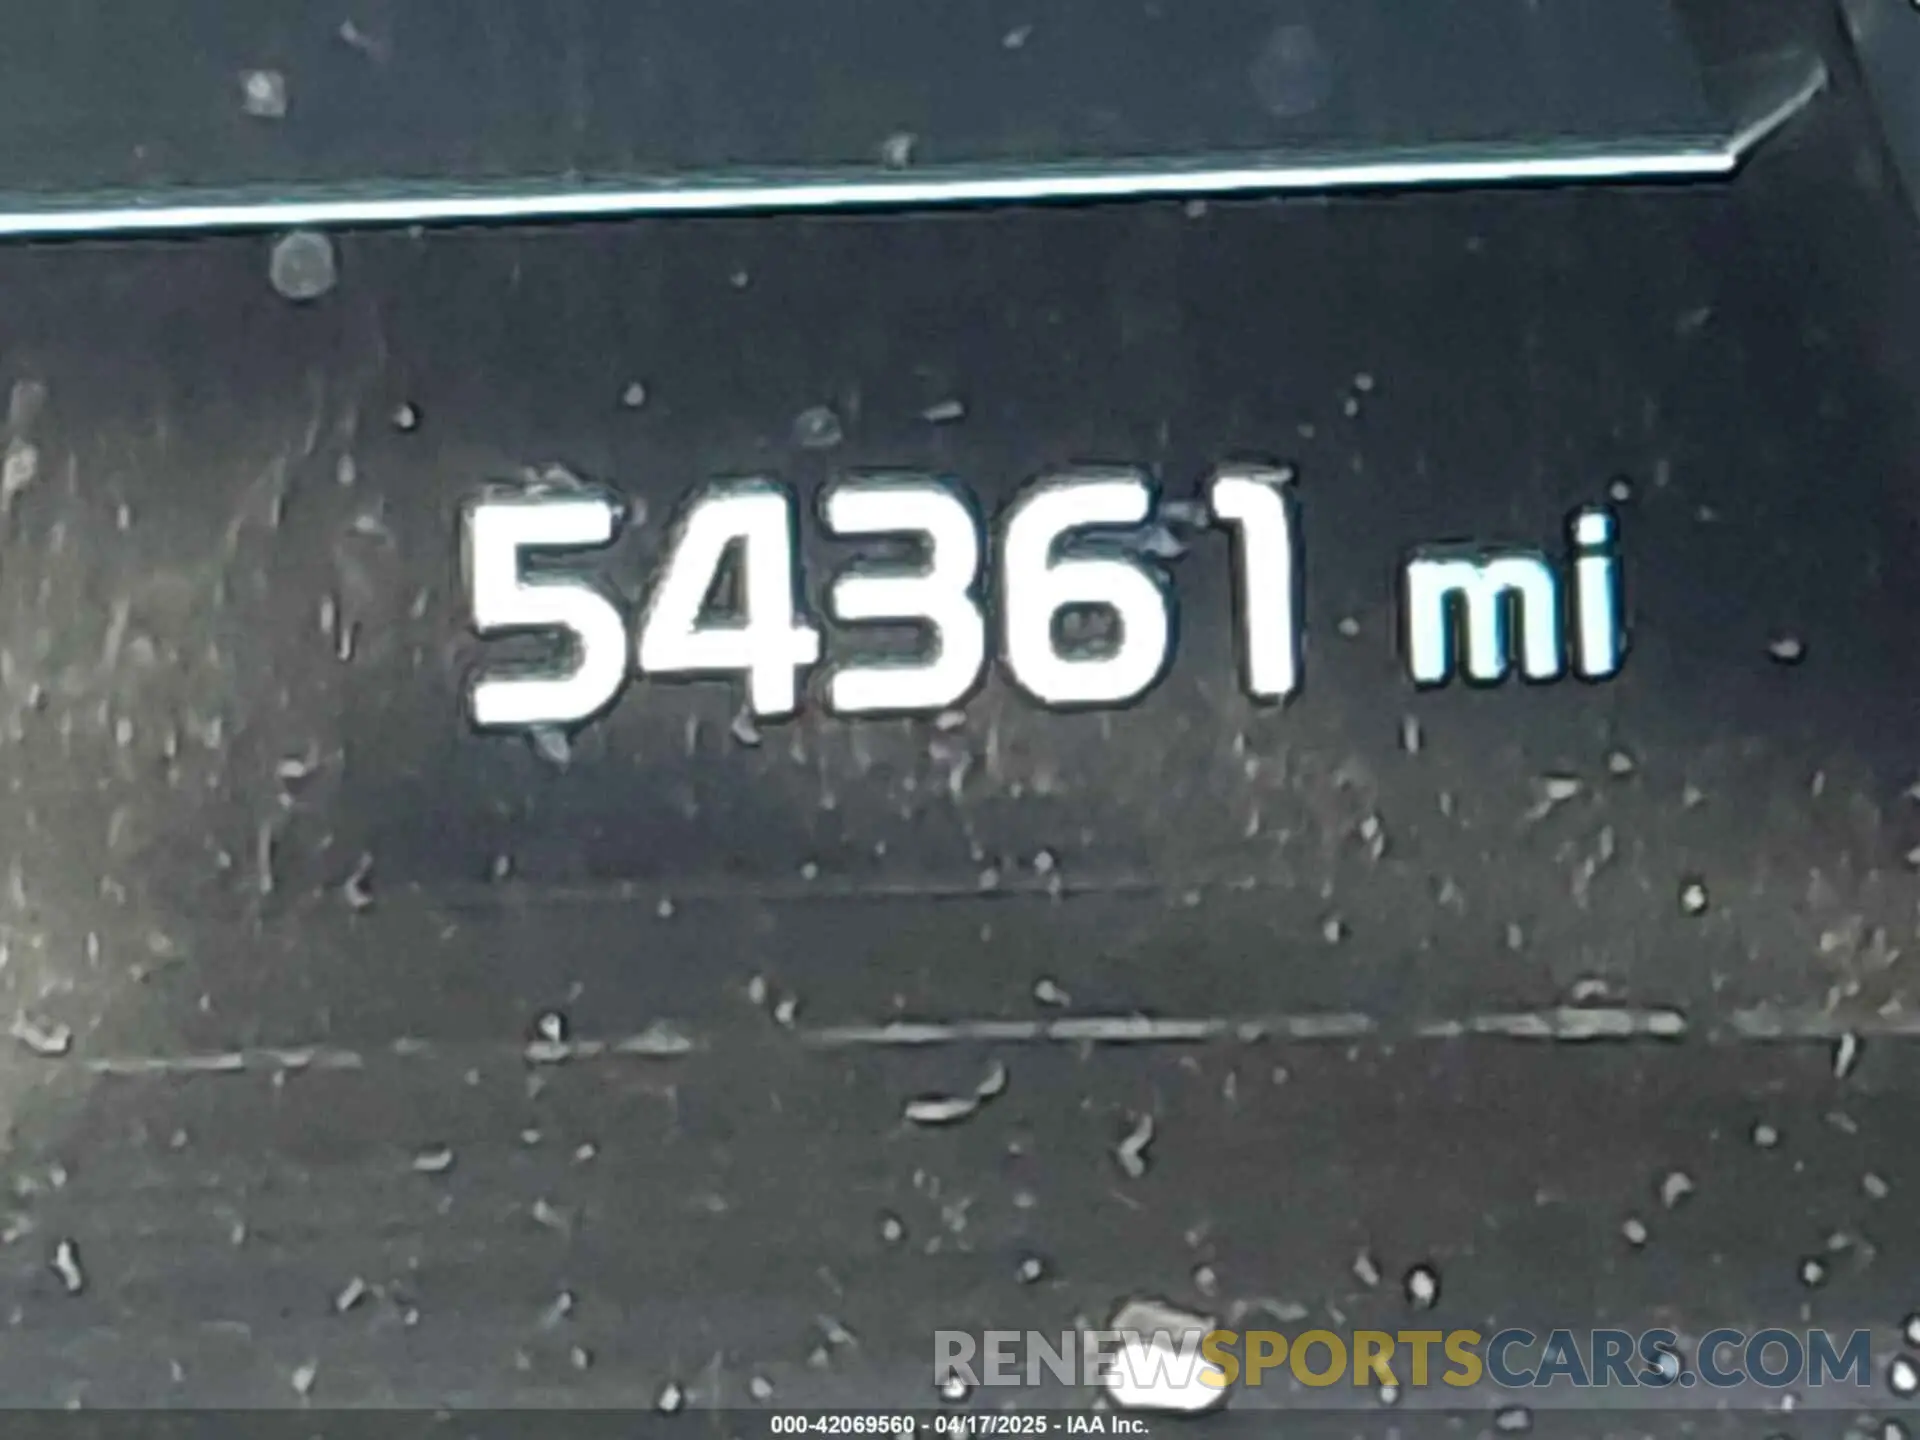 54361 mi
RENEWSPORTSCARS.COM
000-42069560 - 04/17/2025 - IAA Inc.